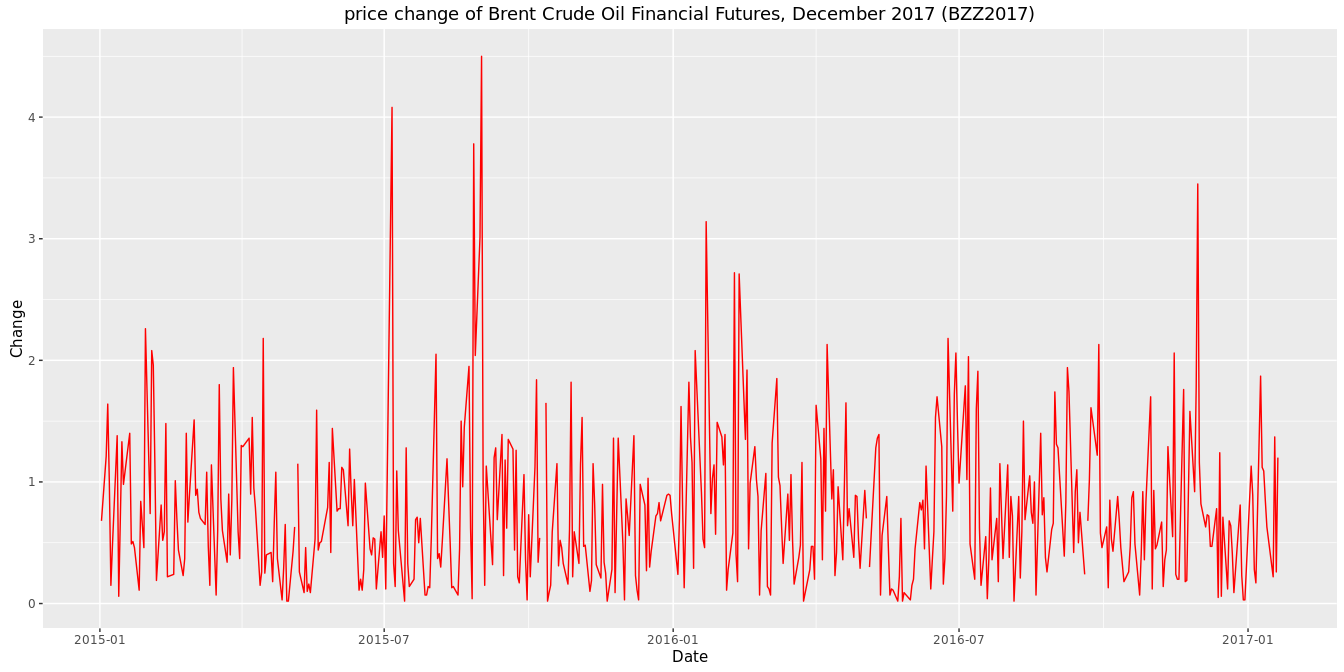 price change of Brent Crude Oil Financial Futures, December 2017 (BZZ2017)
Change
4
3
2
1
0
2015-01 2015-07 2016-01 2016-07 2017-01
Date